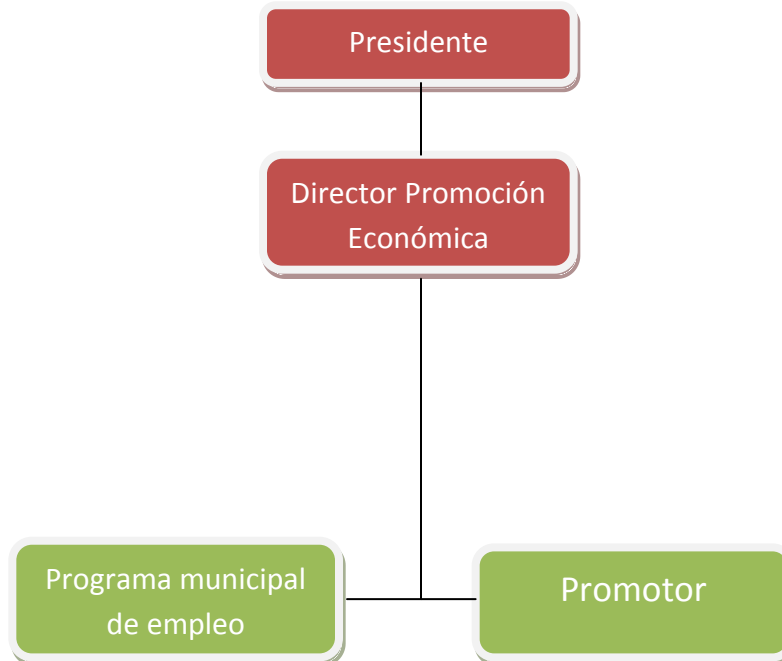 Presidente
Director Promoción
Económica
Programa municipal
de empleo
Promotor